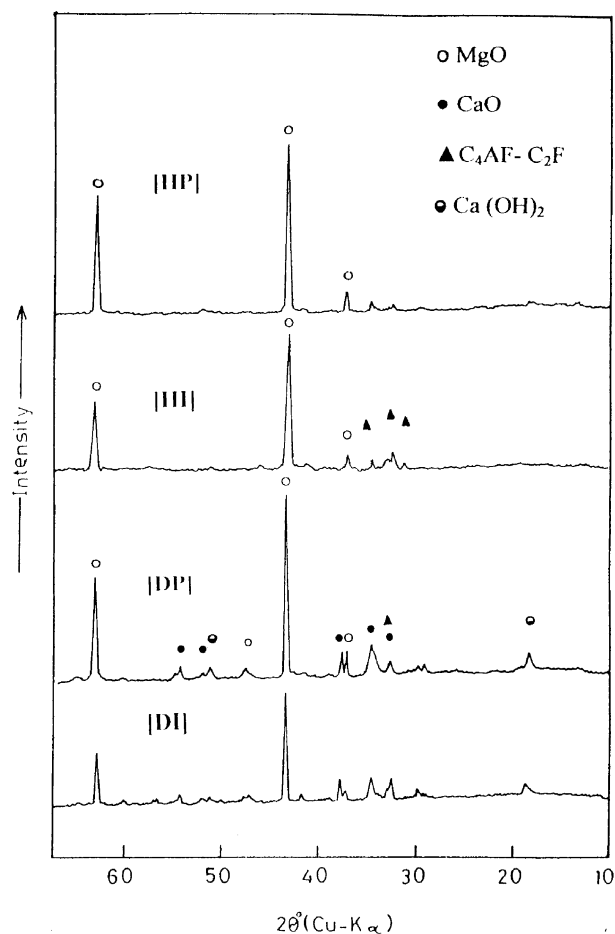 MgO
CaO
C₄AF- C₂F
Ca (OH)₂
|HP|
|HI|
|DP|
|DI|
Intensity
60 50 40 30 20 10
2θ°(Cu-Kα)